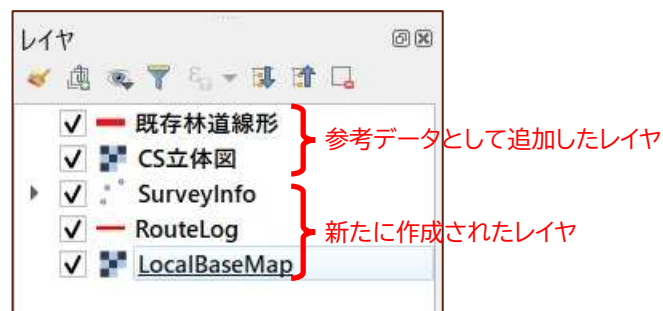 レイヤ
既存林道線形
CS立体図
参考データとして追加したレイヤ
SurveyInfo
RouteLog
LocalBaseMap
新たに作成されたレイヤ